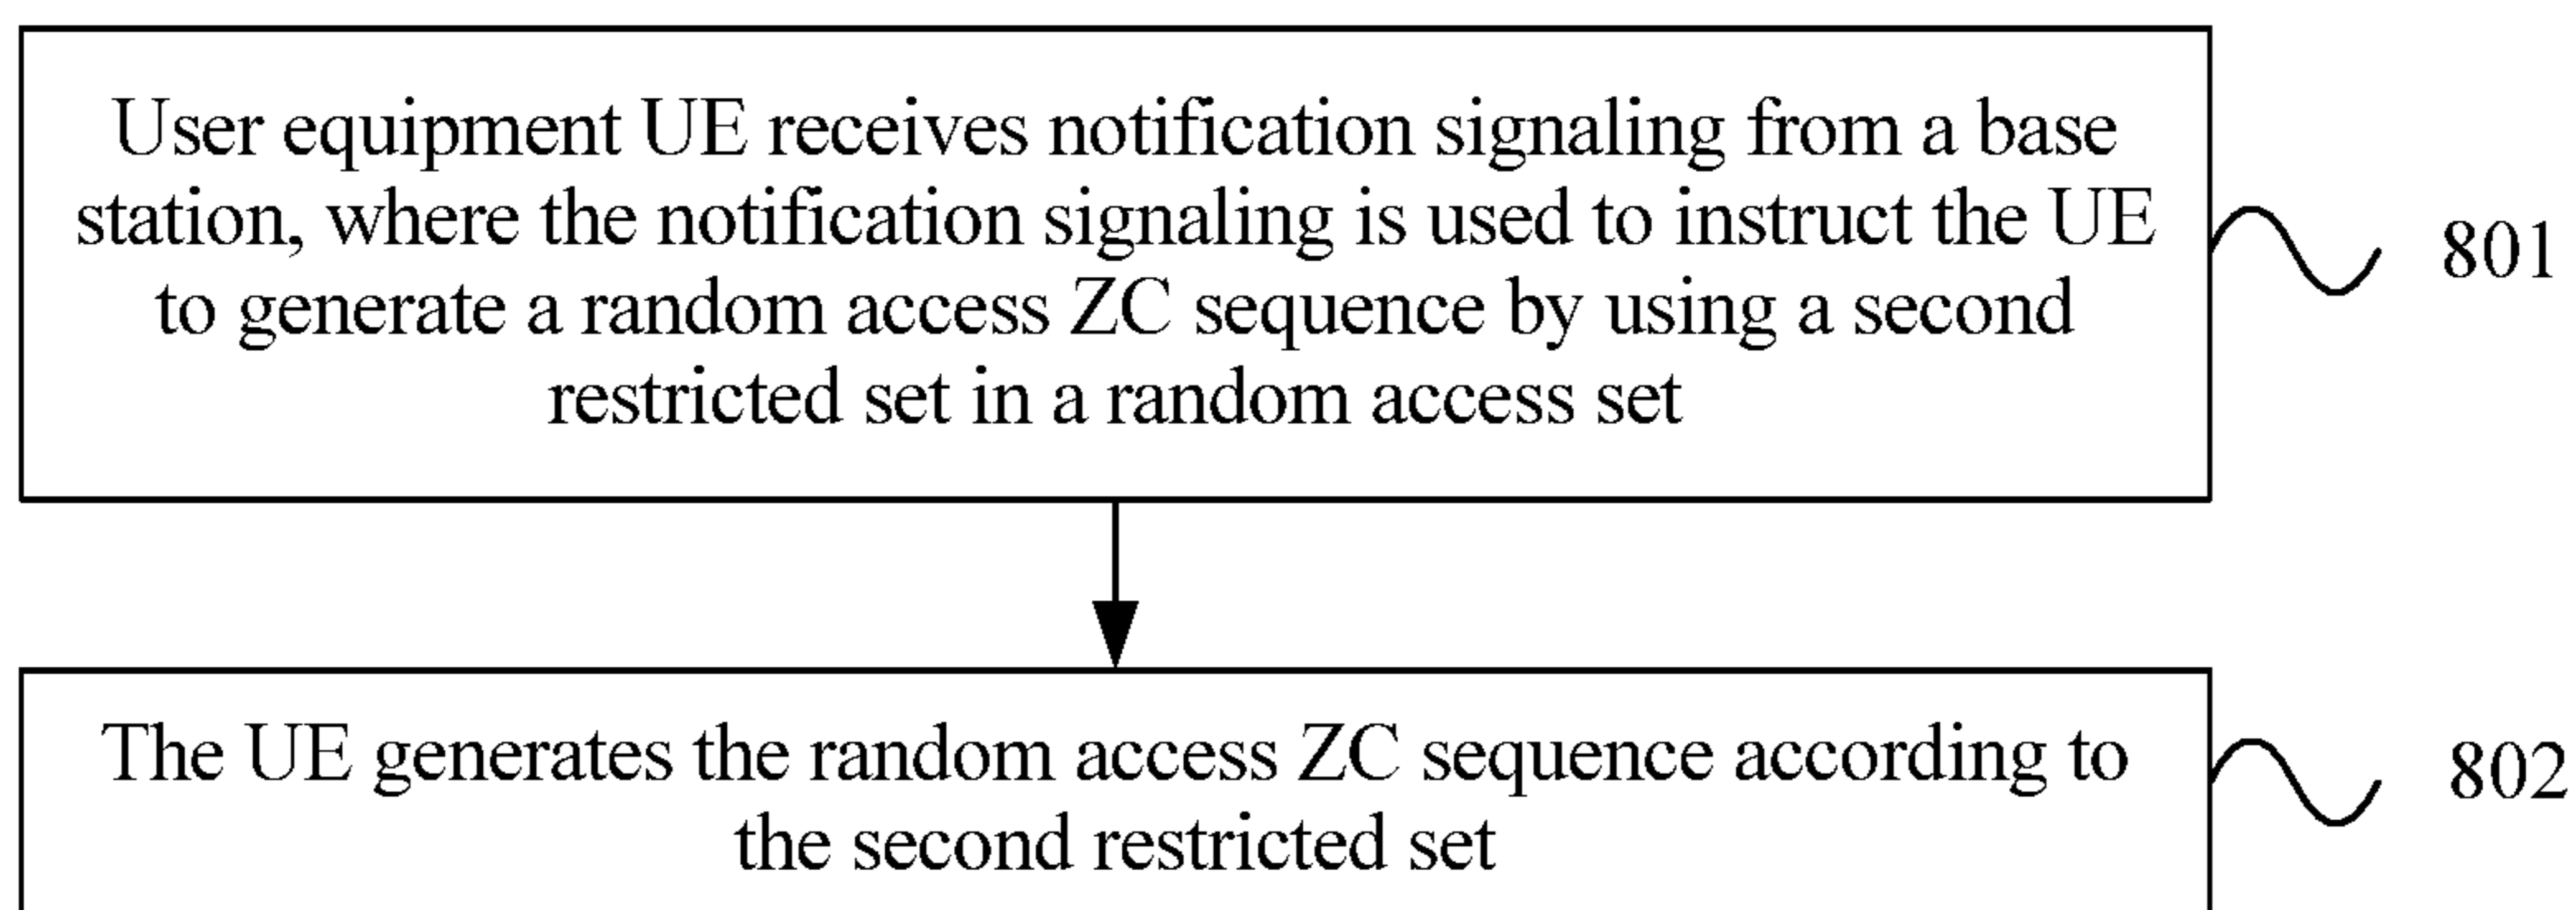 User equipment UE receives notification signaling from a base
station, where the notification signaling is used to instruct the UE
to generate a random access ZC sequence by using a second
restricted set in a random access set
801
The UE generates the random access ZC sequence according to
the second restricted set
802